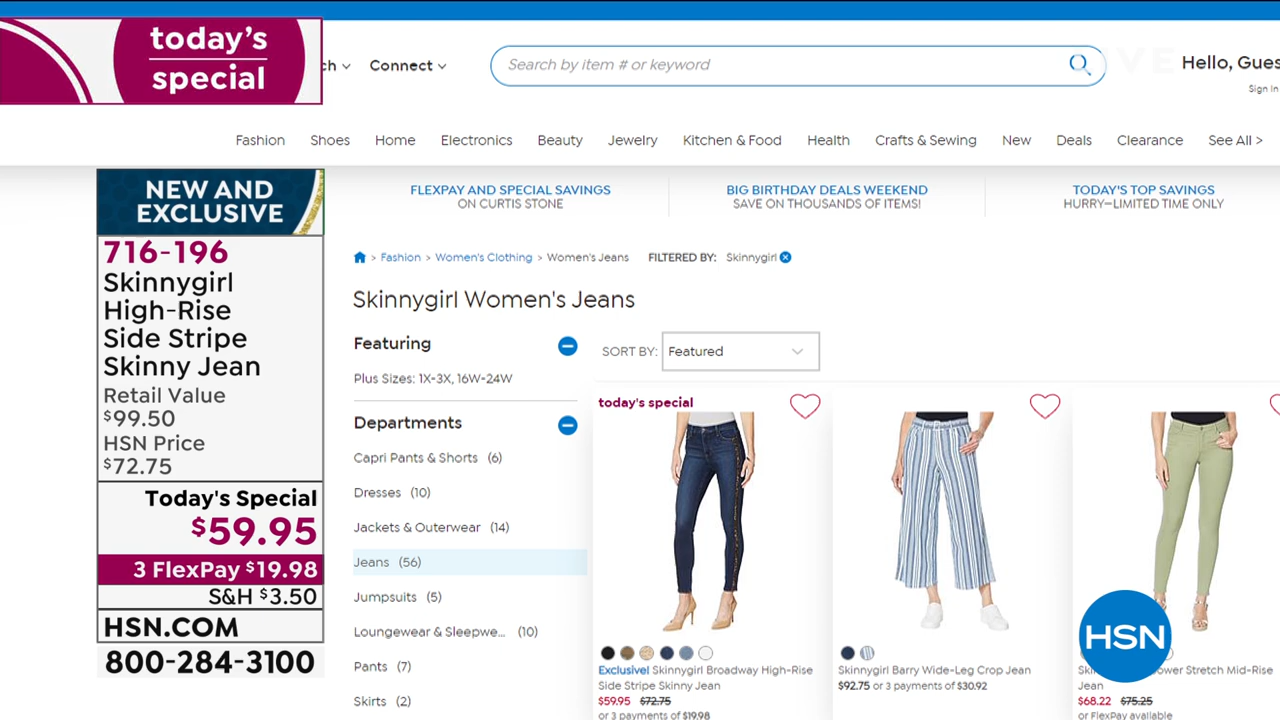 today's
special
Connect
Search by item # or keyword
LIVE
Hello, Gues
Sign In
Fashion Shoes Home Electronics Beauty Jewelry Kitchen & Food Health Crafts & Sewing New Deals Clearance See All >
NEW AND
EXCLUSIVE
716-196
Skinnygirl
High-Rise
Side Stripe
Skinny Jean
Retail Value
$99.50
HSN Price
$72.75
Today's Special
$59.95
3 FlexPay $19.98
S&H $3.50
HSN.COM
800-284-3100
FLEXPAY AND SPECIAL SAVINGS
ON CURTIS STONE
BIG BIRTHDAY DEALS WEEKEND
SAVE ON THOUSANDS OF ITEMS!
TODAY'S TOP SAVINGS
HURRY—LIMITED TIME ONLY
> Fashion > Women's Clothing > Women's Jeans FILTERED BY: Skinnygirl
Skinnygirl Women's Jeans
Featuring
Plus Sizes: 1X-3X, 16W-24W
Departments
Capri Pants & Shorts (6)
Dresses (10)
Jackets & Outerwear (14)
Jeans (56)
Jumpsuits (5)
Loungewear & Sleepwe... (10)
Pants (7)
Skirts (2)
SORT BY: Featured
today's special
Exclusive! Skinnygirl Broadway High-Rise
Side Stripe Skinny Jean
$59.95 $72.75
or 3 payments of $19.98
Skinnygirl Barry Wide-Leg Crop Jean
$92.75 or 3 payments of $30.92
Stretch Mid-Rise
Jean
$68.22 $75.25
or FlexPay available
HSN